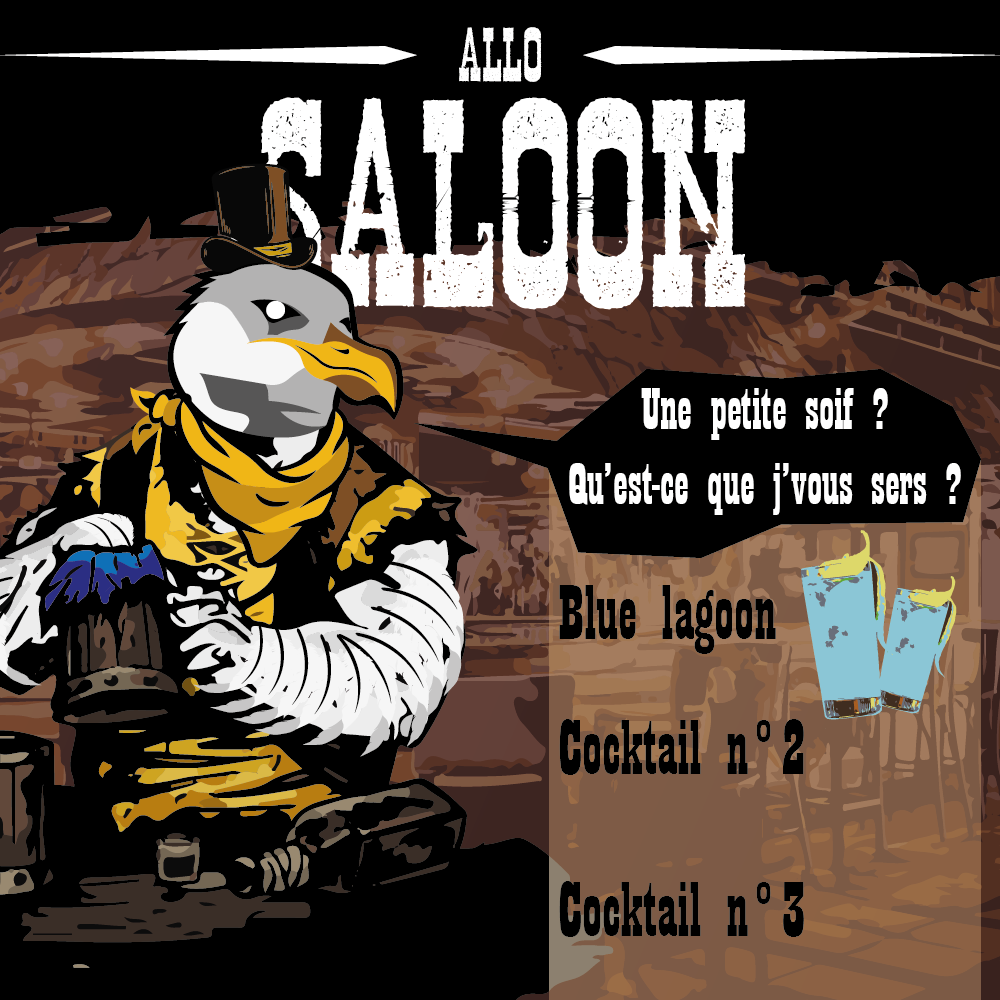 ALLO
SALOON
Une petite soif ?
Qu'est-ce que j'vous sers ?
Blue lagoon
Cocktail n°2
Cocktail n°3